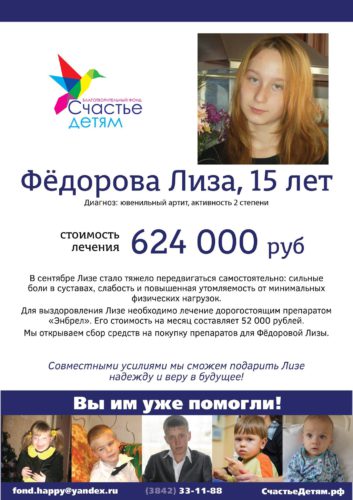 БЛАГОТВОРИТЕЛЬНЫЙ ФОНД
Счастье
детям
Фёдорова Лиза, 15 лет
Диагноз: ювенильный артит, активность 2 степени
стоимость
лечения 624 000 руб
В сентябре Лизе стало тяжело передвигаться самостоятельно: сильные
боли в суставах, слабость и повышенная утомляемость от минимальных
физических нагрузок.
Для выздоровления Лизе необходимо лечение дорогостоящим препаратом
«Энбрел». Его стоимость на месяц составляет 52 000 рублей.
Мы открываем сбор средств на покупку препаратов для Фёдоровой Лизы.
Совместными усилиями мы сможем подарить Лизе
надежду и веру в будущее!
Вы им уже помогли!
fond.happy@yandex.ru (3842) 33-11-88 СчастьеДетям.рф